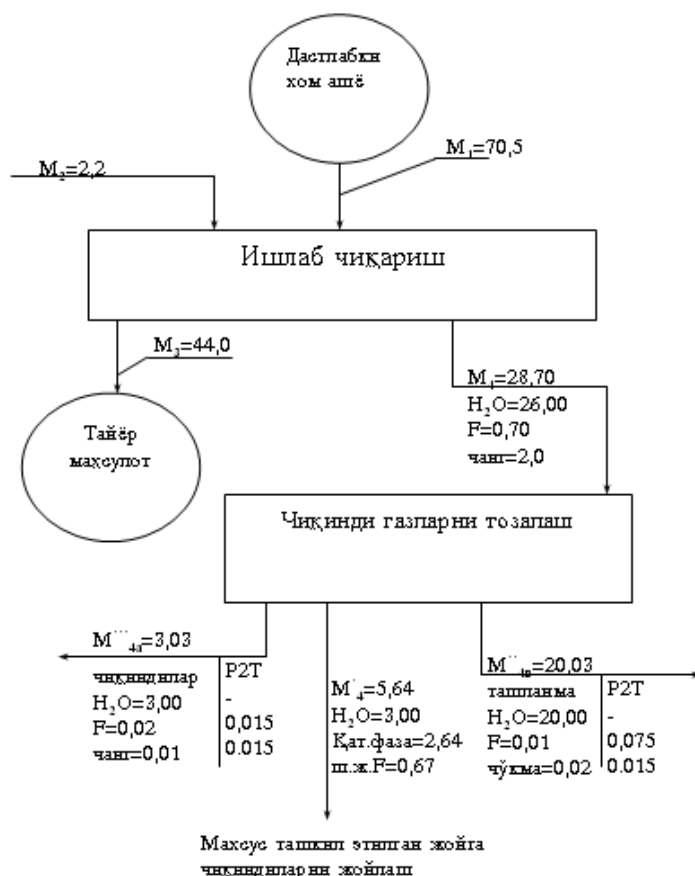 Дастлабки
хом ашё
M₁=70,5
M₂=2,2
Ишлаб чиқариш
M₃=44,0
M₄=28,70
H₂O=26,00
F=0,70
чанг=2,0
Тайёр
маҳсулот
Чиқинди газларни тозалаш
M```₄а=3,03
чиқиндилар
H₂O=3,00
F=0,02
чанг=0,01
P2T
-
0,015
0.015
M`₄=5,64
H₂O=3,00
Қат.фаза=2,64
ш.ж.F=0,67
M``₄а=20,03
ташланма
H₂O=20,00
F=0,01
чўкма=0,02
P2T
-
0,075
0.015
Махсус ташкил этилган жойга
чиқиндиларни жойлаш